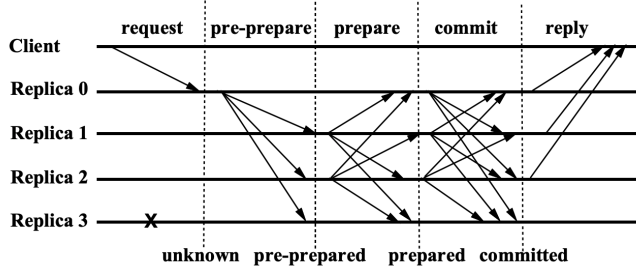 request pre-prepare prepare commit reply
Client
Replica 0
Replica 1
Replica 2
Replica 3 X
unknown pre-prepared prepared committed